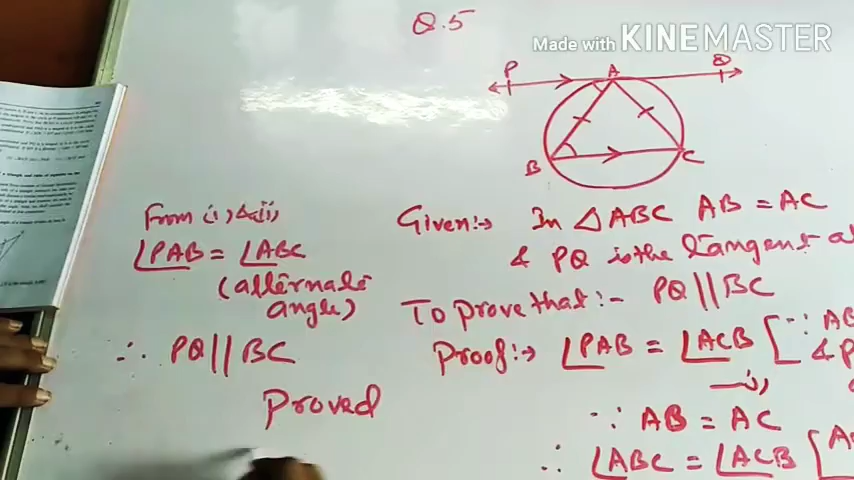 Q.5
Made with KINEMASTER
P A Q
B C
Given:→ In △ABC AB = AC
& PQ is the tangent a
To prove that:- PQ || BC
Proof:→ ∠PAB = ∠ACB [∵ AB
& P
—(i)
∵ AB = AC
∴ ∠ABC = ∠ACB [A
From (i) & (ii)
∠PAB = ∠ABC
(alternate
angle)
∴ PQ || BC
Proved